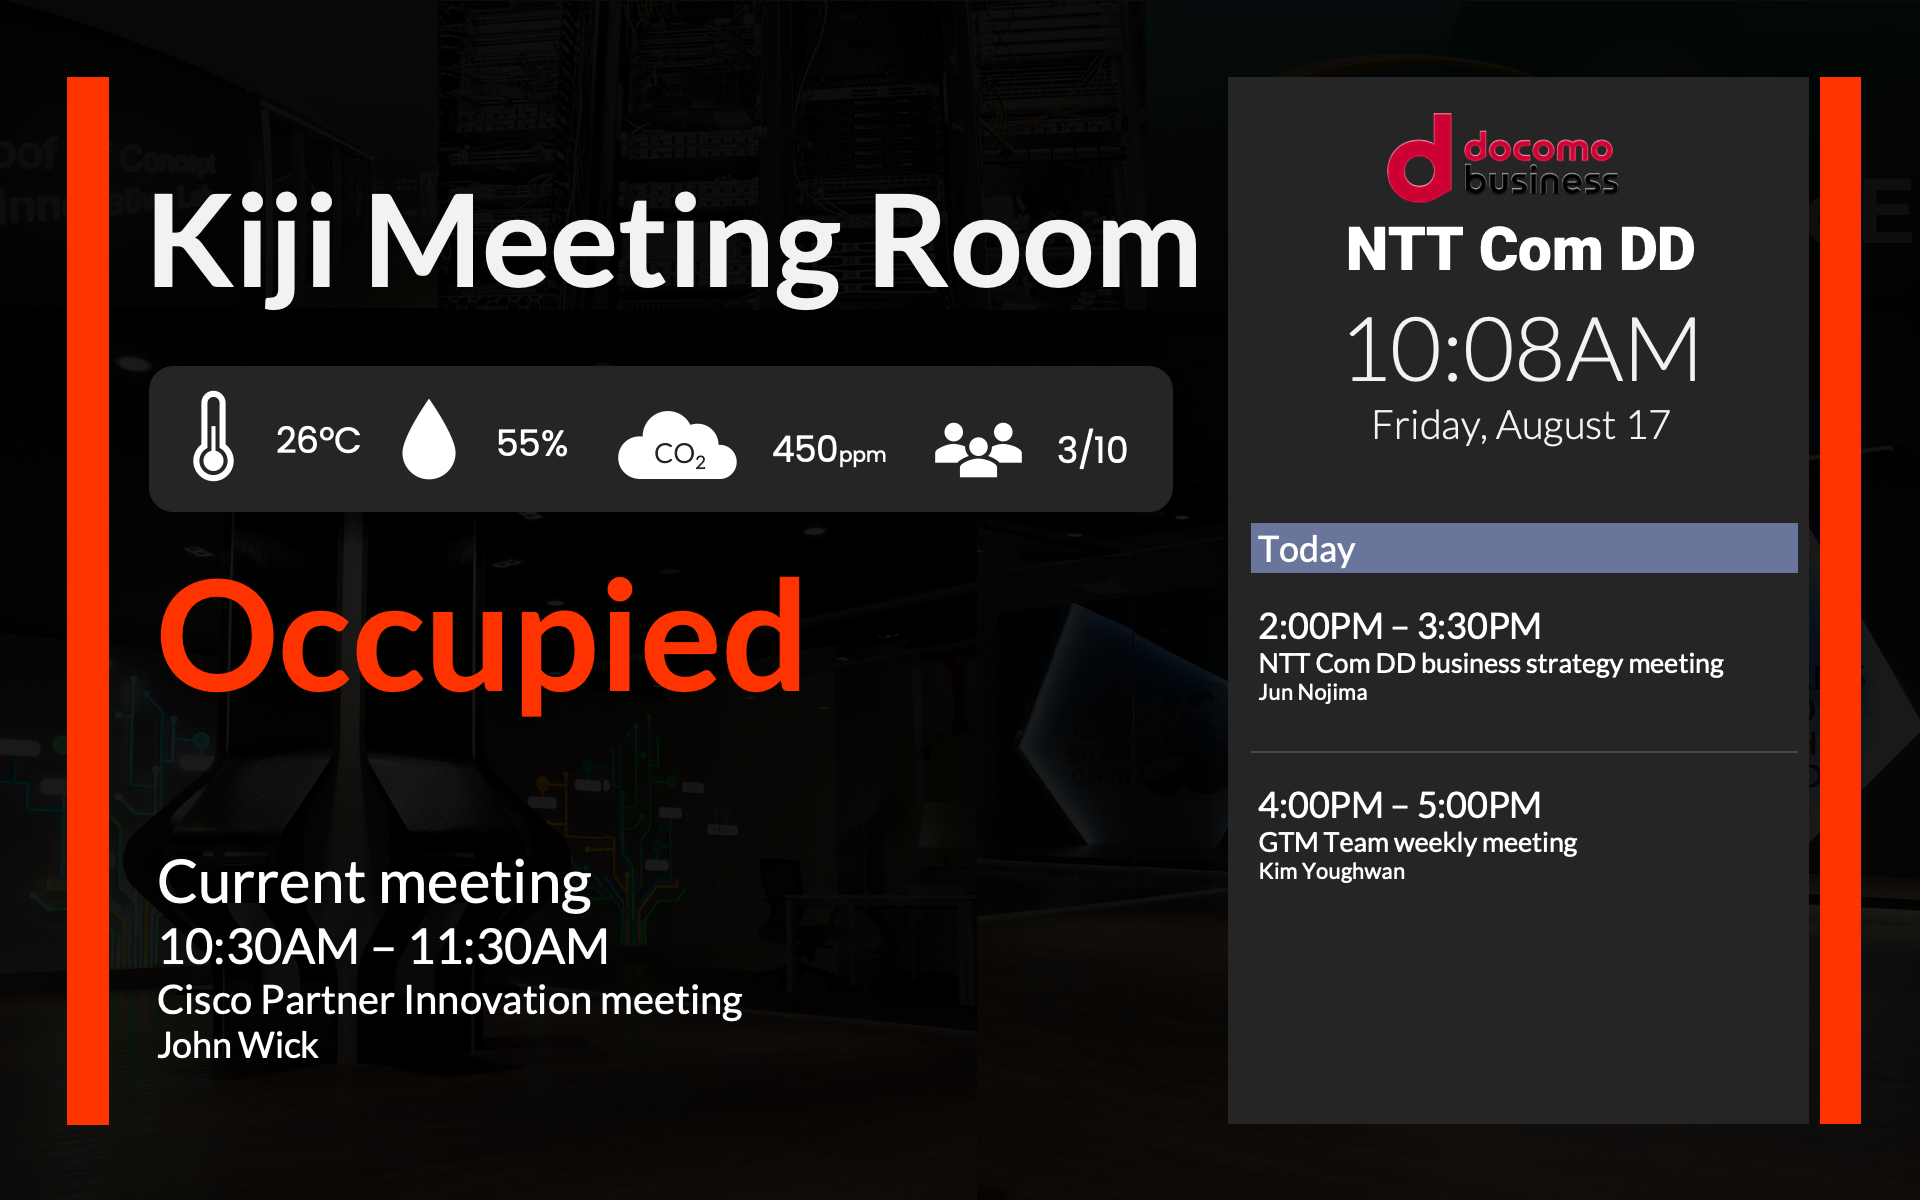 Kiji Meeting Room
26°C
55%
CO₂
450ppm
3/10
Occupied
Current meeting
10:30AM – 11:30AM
Cisco Partner Innovation meeting
John Wick
docomo
business
NTT Com DD
10:08AM
Friday, August 17
Today
2:00PM – 3:30PM
NTT Com DD business strategy meeting
Jun Nojima
4:00PM – 5:00PM
GTM Team weekly meeting
Kim Youghwan
Concept